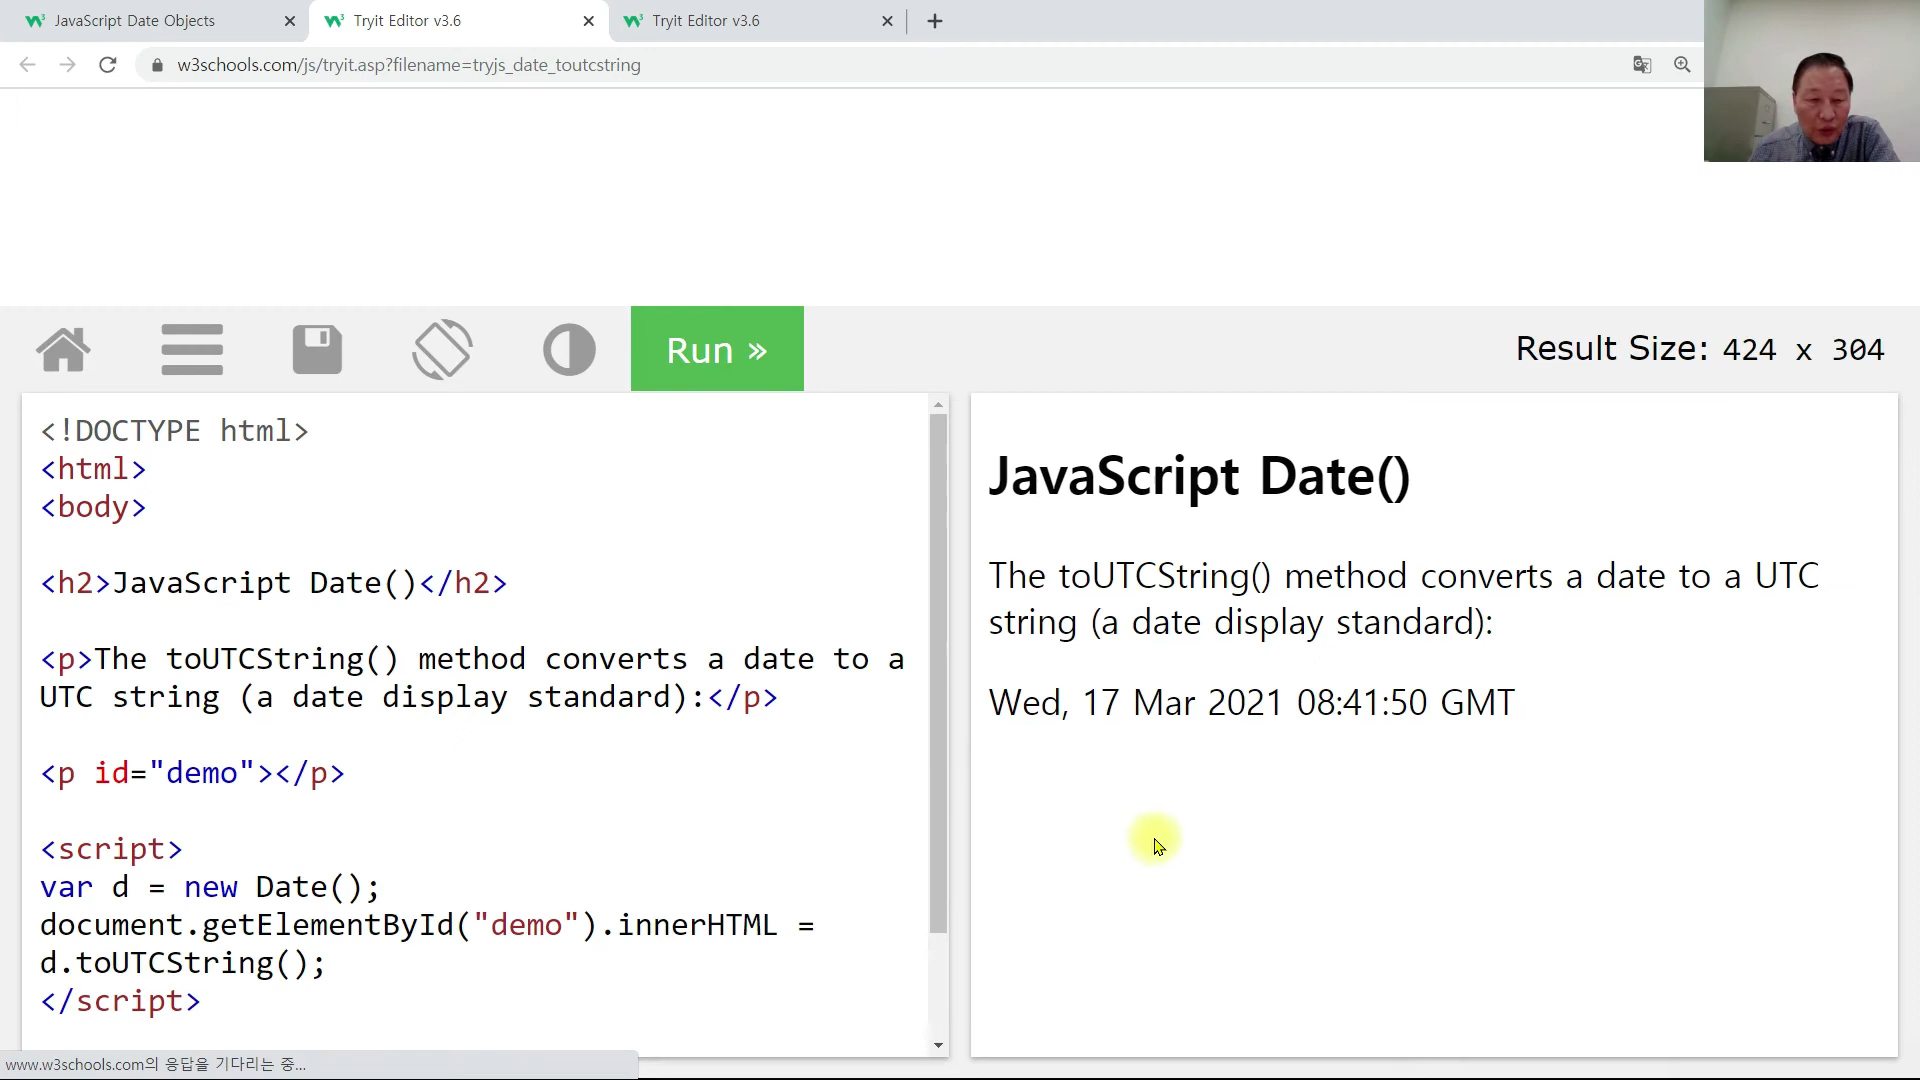 JavaScript Date Objects
Tryit Editor v3.6
Tryit Editor v3.6
w3schools.com/js/tryit.asp?filename=tryjs_date_toutcstring
Run »
Result Size: 424 x 304
<!DOCTYPE html>
<html>
<body>
<h2>JavaScript Date()</h2>
<p>The toUTCString() method converts a date to a
UTC string (a date display standard):</p>
<p id="demo"></p>
<script>
var d = new Date();
document.getElementById("demo").innerHTML =
d.toUTCString();
</script>
JavaScript Date()
The toUTCString() method converts a date to a UTC
string (a date display standard):
Wed, 17 Mar 2021 08:41:50 GMT
www.w3schools.com의 응답을 기다리는 중...